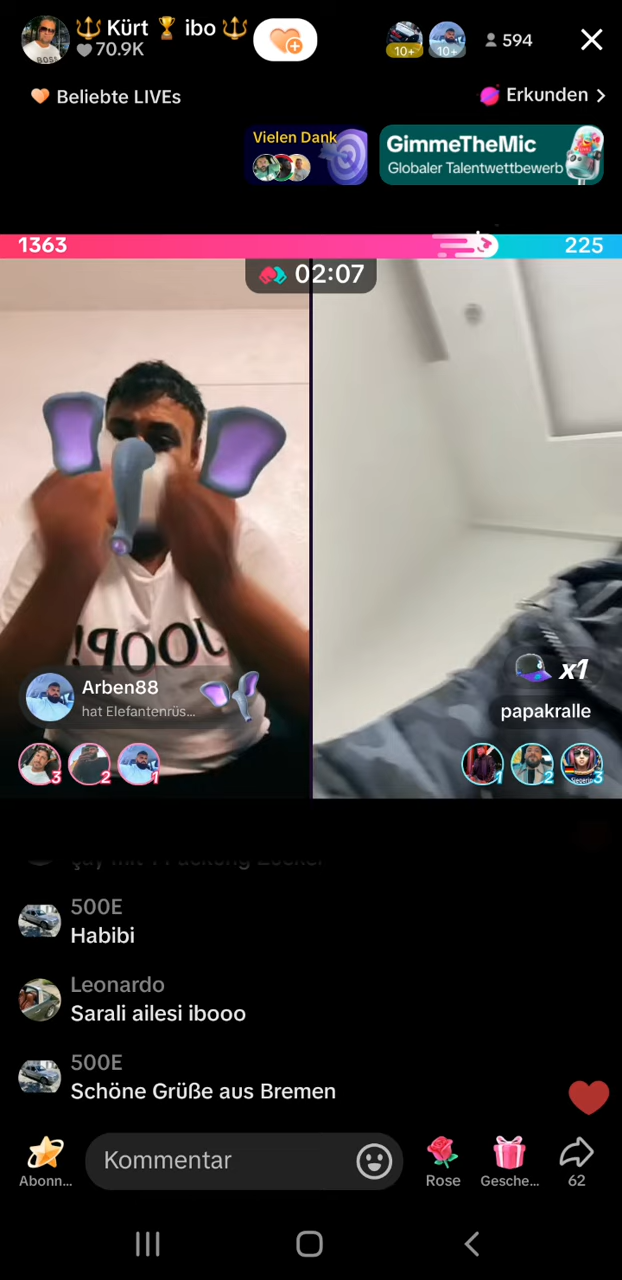 🔱 Kürt 🏆 ibo 🔱
70.9K
10+
10+
594
Beliebte LIVEs
Erkunden
Vielen Dank
GimmeTheMic
Globaler Talentwettbewerb
1363
225
02:07
Arben88
hat Elefantenrüs...
x1
papakralle
3
2
1
1
2
3
500E
Habibi
Leonardo
Sarali ailesi ibooo
500E
Schöne Grüße aus Bremen
Kommentar
Abonn...
Rose
Gesche...
62